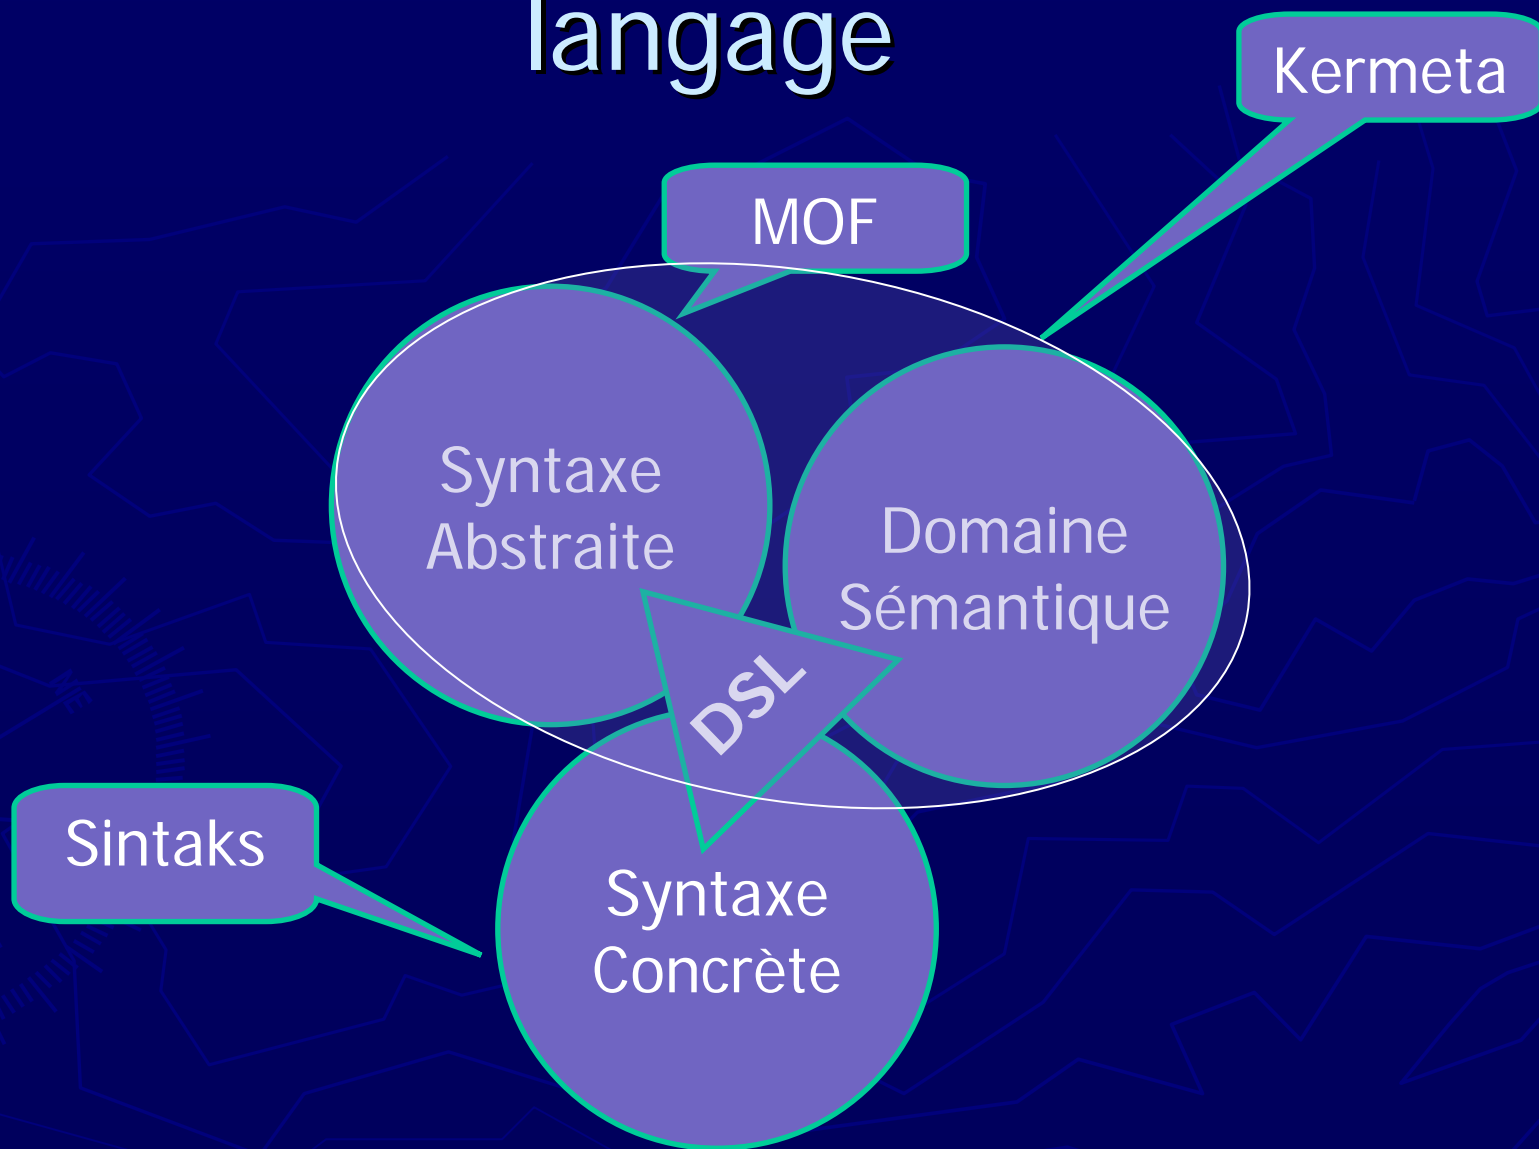 langage
Kermeta
MOF
Syntaxe
Abstraite
Domaine
Sémantique
DSL
Sintaks
Syntaxe
Concrète